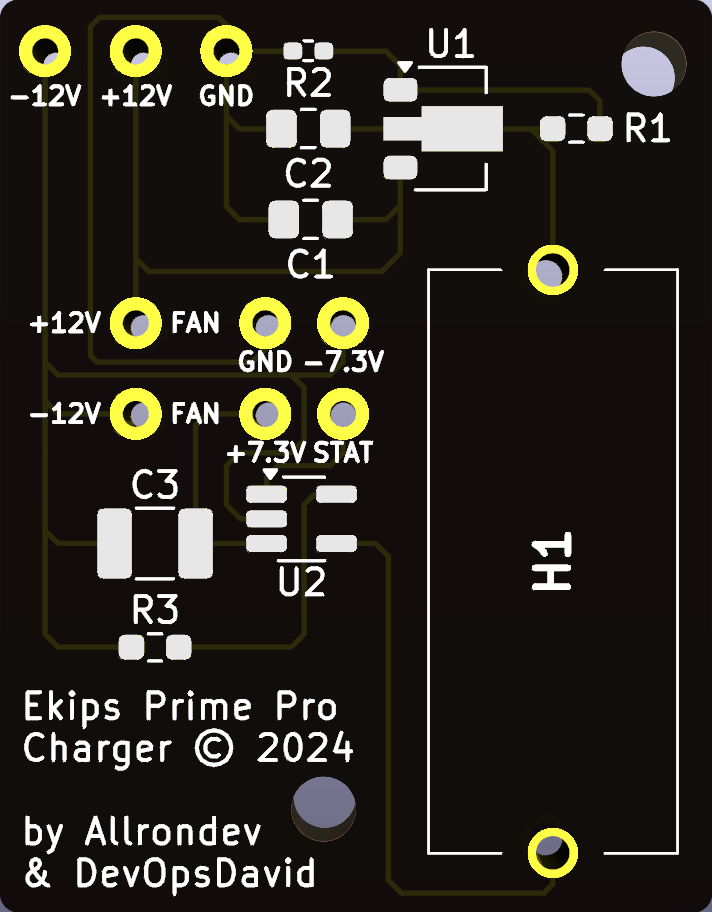 U1
R2
-12V +12V GND
R1
C2
C1
+12V FAN
GND -7.3V
-12V FAN
+7.3V STAT
C3
H1
U2
R3
Ekips Prime Pro
Charger © 2024
by Allrondev
& DevOpsDavid